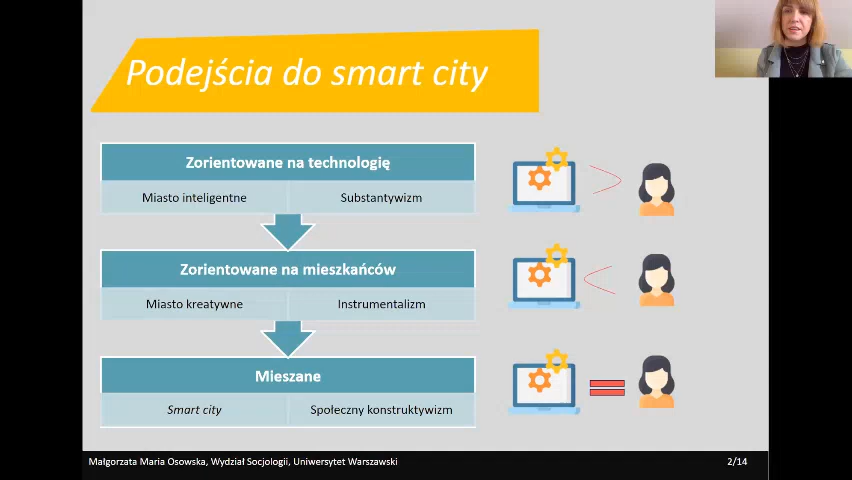 Podejścia do smart city
Zorientowane na technologię
Miasto inteligentne
Substantywizm
Zorientowane na mieszkańców
Miasto kreatywne
Instrumentalizm
Mieszane
Smart city
Społeczny konstruktywizm
Małgorzata Maria Osowska, Wydział Socjologii, Uniwersytet Warszawski
2/14